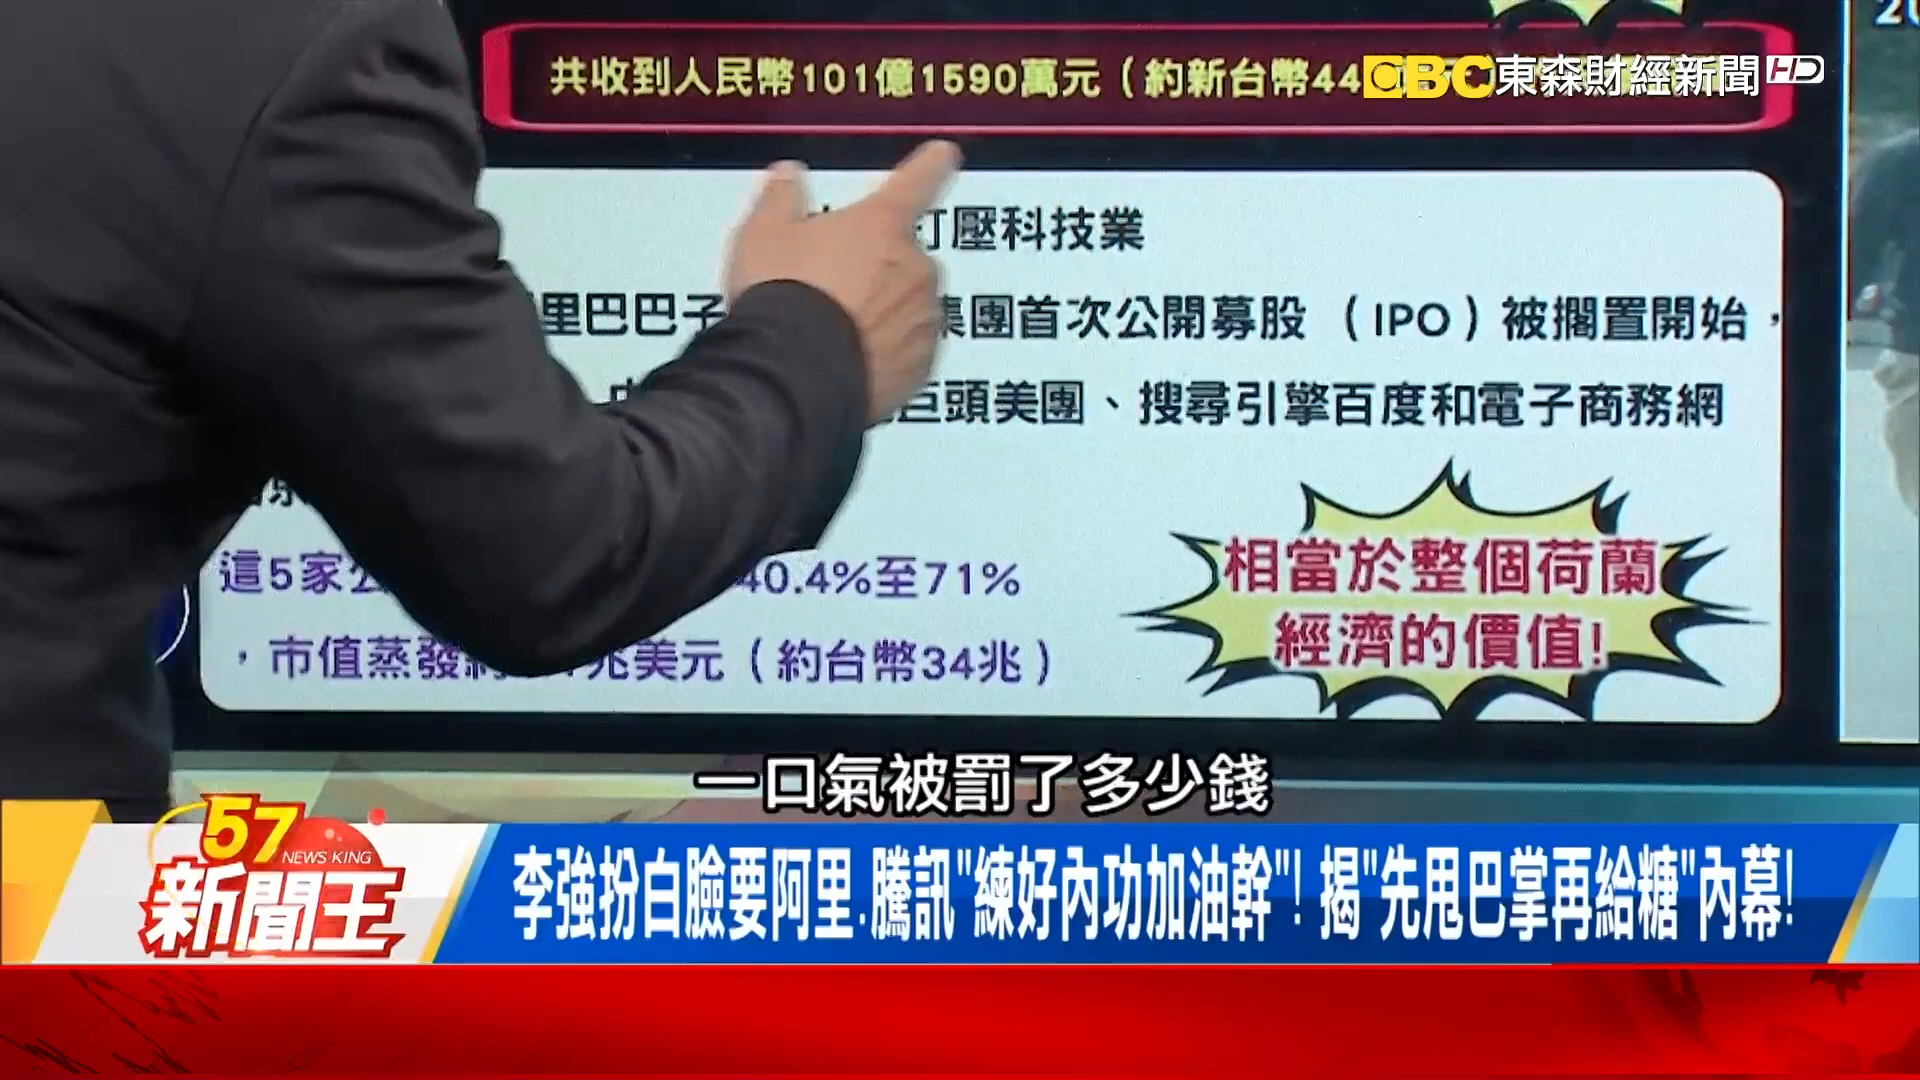 共收到人民幣101億1590萬元（約新台幣44
EBC東森財經新聞HD
打壓科技業
里巴巴子 集團首次公開募股（IPO）被擱置開始，
巨頭美團、搜尋引擎百度和電子商務網
這5家公 40.4%至71%
，市值蒸發約 兆美元（約台幣34兆）
相當於整個荷蘭
經濟的價值!
一口氣被罰了多少錢
57
NEWS KING
新聞王
李強扮白臉要阿里.騰訊"練好內功加油幹"! 揭"先甩巴掌再給糖"內幕!